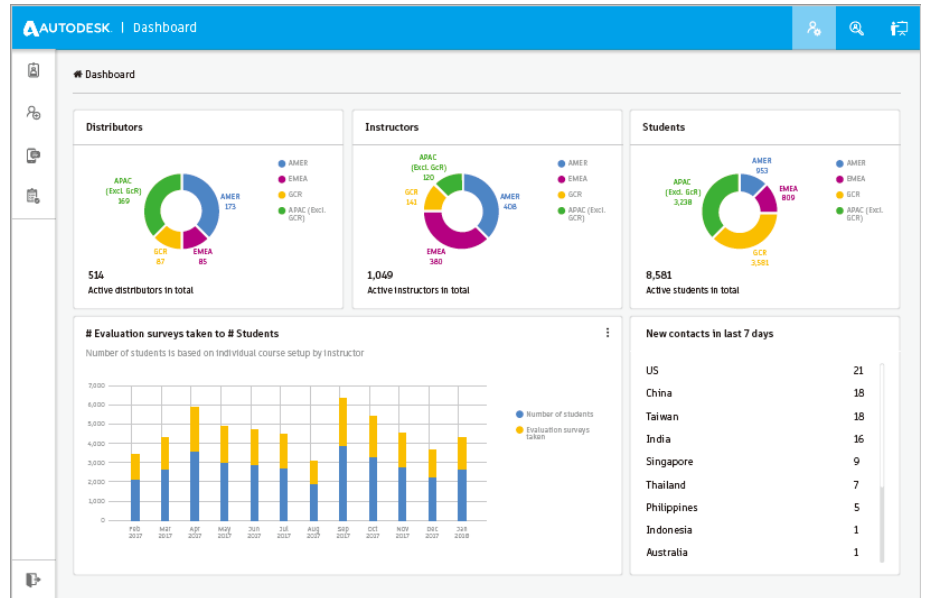 AUTODESK. | Dashboard
Dashboard
Distributors
APAC
(Excl. GcR)
169
AMER
173
GCR
87
EMEA
85
AMER
EMEA
GCR
APAC (Excl.
GCR)
514
Active distributors in total
Instructors
APAC
(Excl. GcR)
120
GCR
141
AMER
408
EMEA
380
AMER
EMEA
GCR
APAC (Excl.
GCR)
1,049
Active Instructors in total
Students
AMER
953
APAC
(Excl. GcR)
3,238
EMEA
809
GCR
3,581
AMER
EMEA
GCR
APAC (Excl.
GCR)
8,581
Active students in total
# Evaluation surveys taken to # Students
Number of students is based on individual course setup by instructor
7,000
6,000
5,000
4,000
3,000
2,000
1,000
0
Feb
2017
Mar
2017
Apr
2017
May
2017
Jun
2017
Jul
2017
Aug
2017
Sep
2017
Oct
2017
Nov
2017
Dec
2017
Jan
2018
Number of students
Evaluation surveys
taken
New contacts in last 7 days
US 21
China 18
Taiwan 18
India 16
Singapore 9
Thailand 7
Philippines 5
Indonesia 1
Australia 1